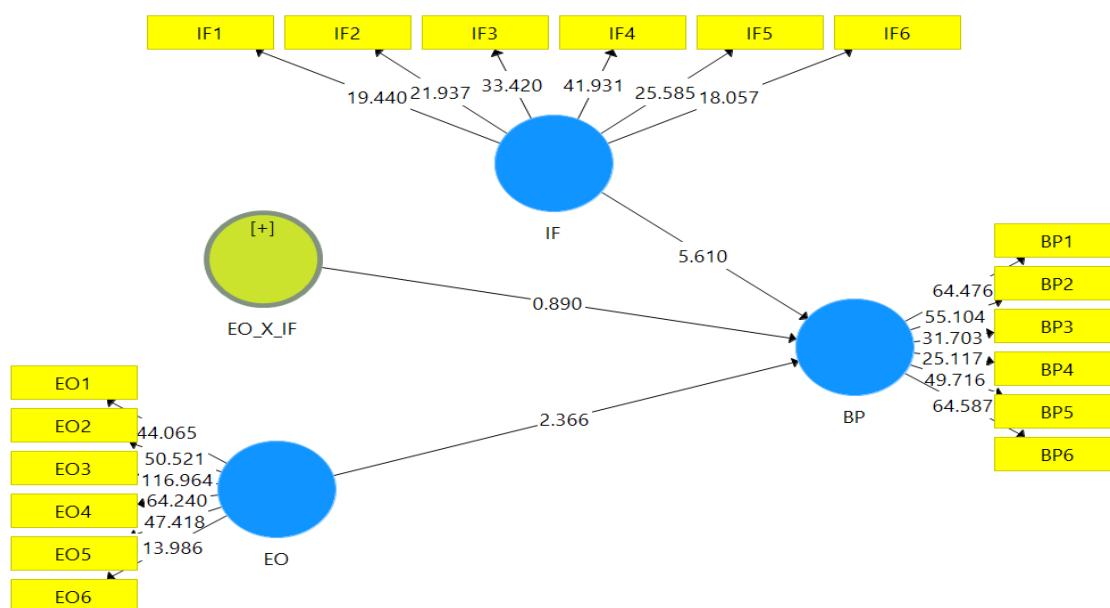 IF1 IF2 IF3 IF4 IF5 IF6
19.440 21.937 33.420 41.931 25.585 18.057
IF
[+]
EO_X_IF
5.610
0.890
2.366
BP1
BP2
BP3
BP4
BP5
BP6
64.476
55.104
31.703
25.117
49.716
64.587
BP
EO1
EO2
EO3
EO4
EO5
EO6
44.065
50.521
116.964
64.240
47.418
13.986
EO